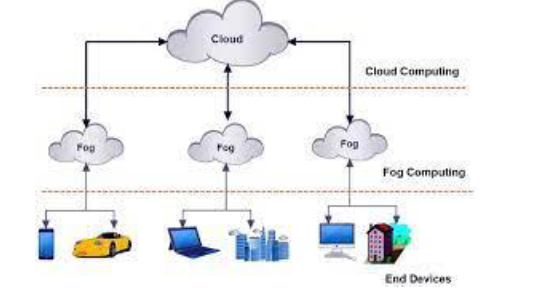 Cloud
Cloud Computing
Fog
Fog
Fog
Fog Computing
End Devices